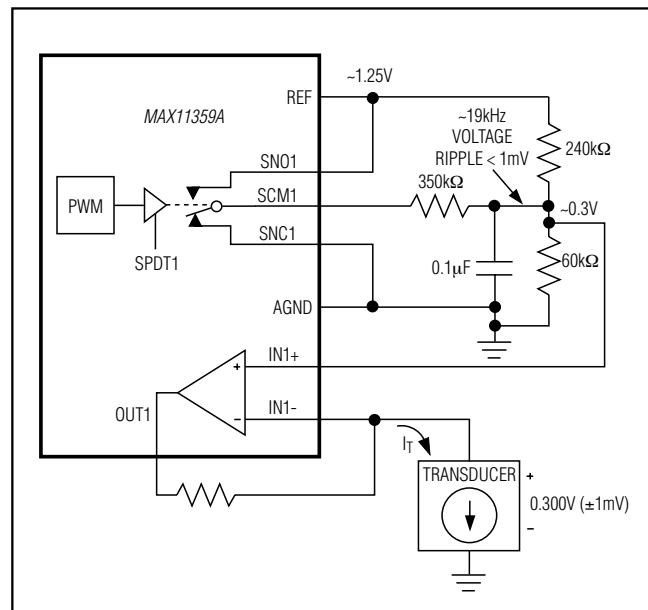 ~1.25V
REF
MAX11359A
~19kHz
VOLTAGE
RIPPLE < 1mV
240kΩ
SNO1
350kΩ
PWM
SCM1
~0.3V
SNC1
SPDT1
0.1µF
60kΩ
AGND
IN1+
+
OUT1
−
IN1-
IT
TRANSDUCER
+
0.300V (±1mV)
−